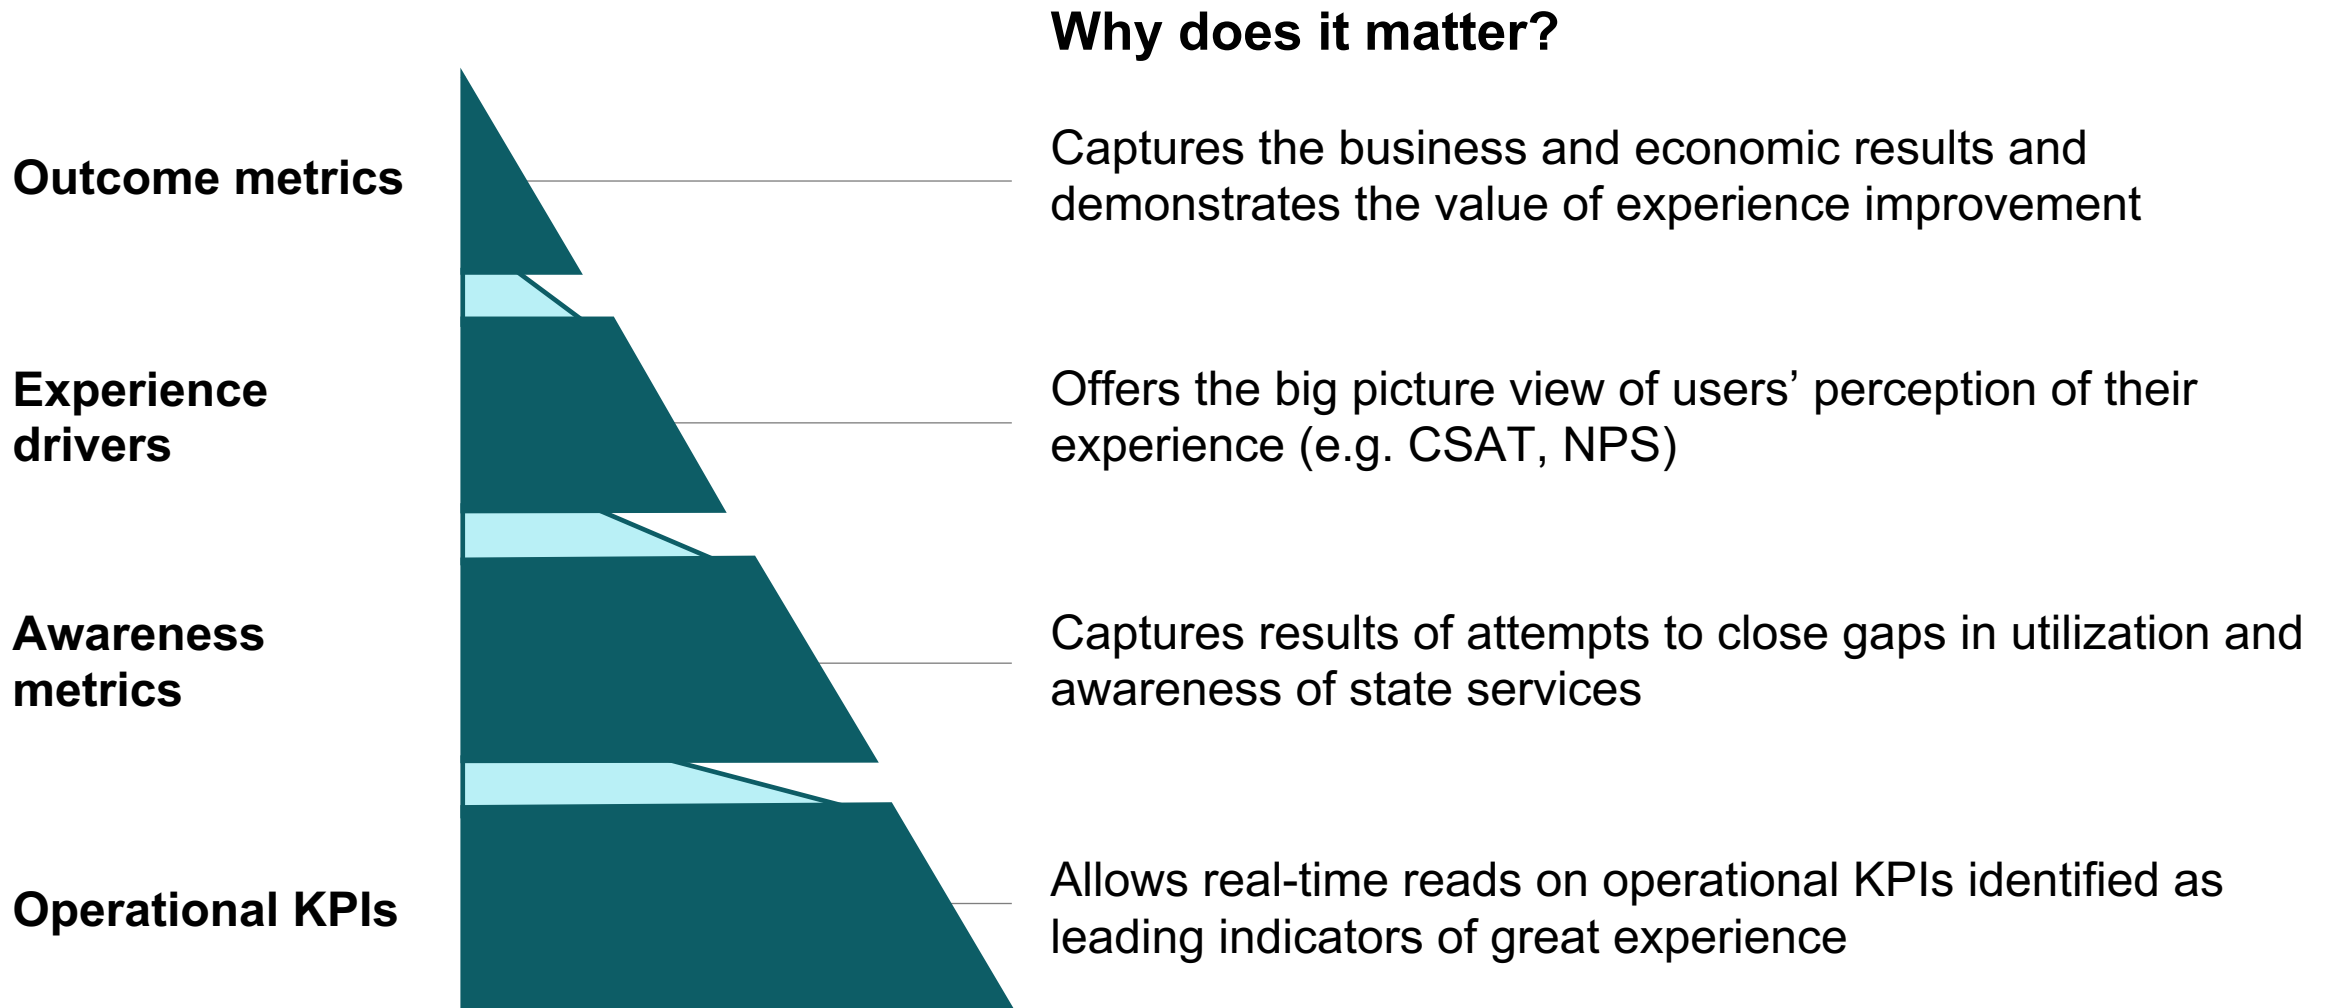 Why does it matter?
Outcome metrics
Captures the business and economic results and
demonstrates the value of experience improvement
Experience
drivers
Offers the big picture view of users’ perception of their
experience (e.g. CSAT, NPS)
Awareness
metrics
Captures results of attempts to close gaps in utilization and
awareness of state services
Operational KPIs
Allows real-time reads on operational KPIs identified as
leading indicators of great experience